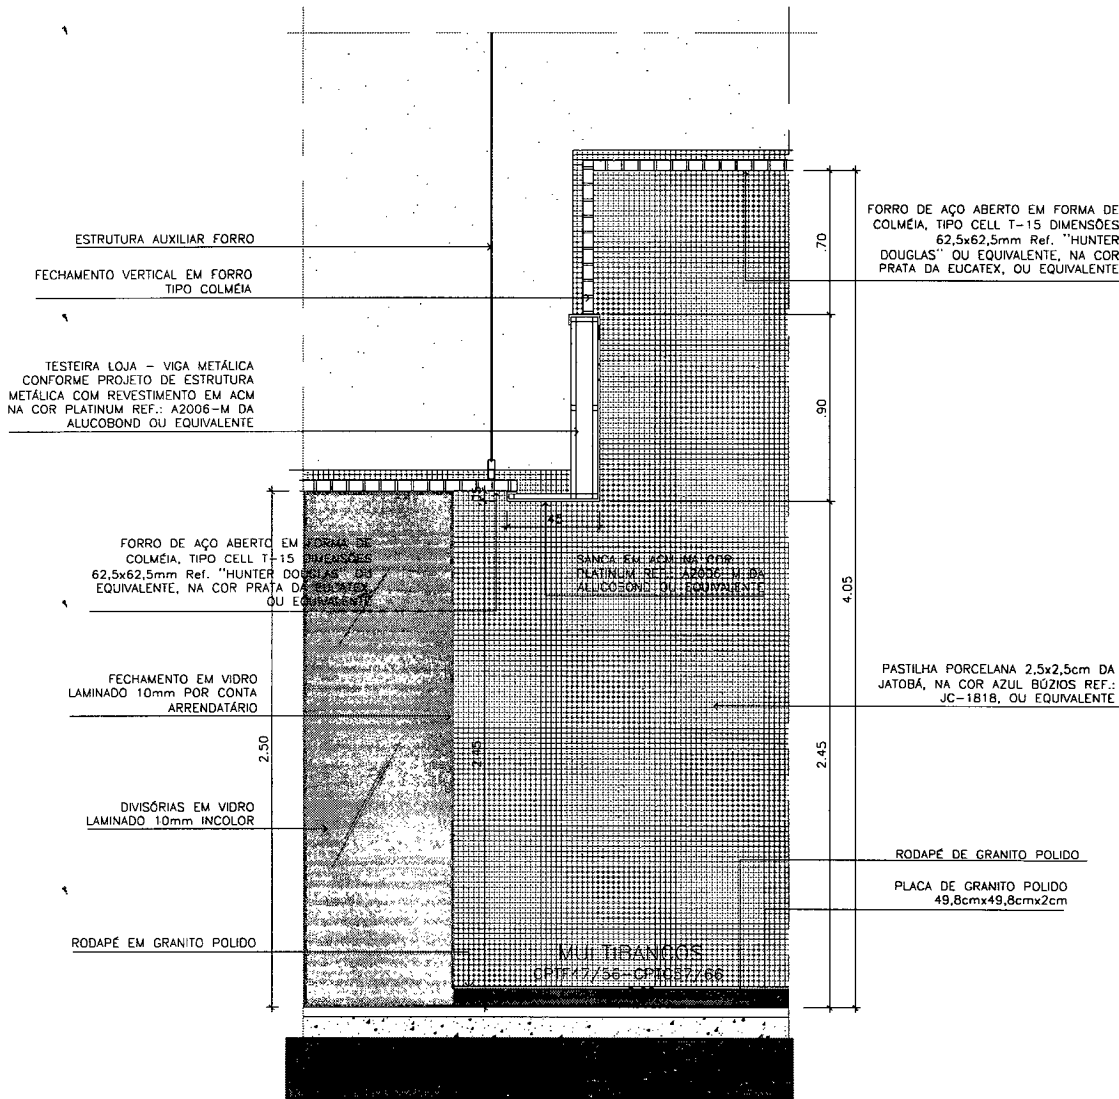 ESTRUTURA AUXILIAR FORRO
FECHAMENTO VERTICAL EM FORRO
TIPO COLMÉIA
TESTEIRA LOJA – VIGA METÁLICA
CONFORME PROJETO DE ESTRUTURA
METÁLICA COM REVESTIMENTO EM ACM
NA COR PLATINUM REF.: A2006-M DA
ALUCOBOND OU EQUIVALENTE
FORRO DE AÇO ABERTO EM FORMA DE
COLMÉIA, TIPO CELL T-15 DIMENSÕES
62,5x62,5mm Ref. "HUNTER DOUGLAS" OU
EQUIVALENTE, NA COR PRATA DA EUCATEX,
OU EQUIVALENTE
FECHAMENTO EM VIDRO
LAMINADO 10mm POR CONTA
ARRENDATÁRIO
2.50
DIVISÓRIAS EM VIDRO
LAMINADO 10mm INCOLOR
RODAPÉ EM GRANITO POLIDO
45
SANCA EM ACM NA COR
PLATINUM REF.: A2006-M DA
ALUCOBOND OU EQUIVALENTE
2.45
MULTIBANCOS
FORRO DE AÇO ABERTO EM FORMA DE
COLMÉIA, TIPO CELL T-15 DIMENSÕES
62,5x62,5mm Ref. "HUNTER
DOUGLAS" OU EQUIVALENTE, NA COR
PRATA DA EUCATEX, OU EQUIVALENTE
.70
.90
4.05
2.45
PASTILHA PORCELANA 2,5x2,5cm DA
JATOBÁ, NA COR AZUL BÚZIOS REF.:
JC-1818, OU EQUIVALENTE
RODAPÉ DE GRANITO POLIDO
PLACA DE GRANITO POLIDO
49,8cmx49,8cmx2cm